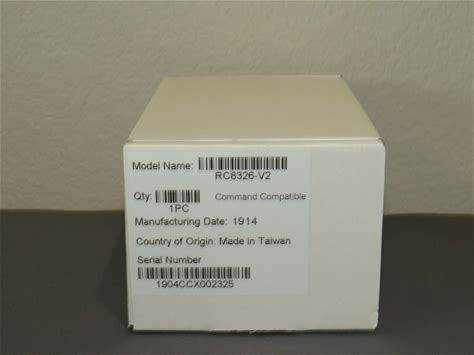 Model Name:
RC8326-V2
Qty: Command Compatible
1PC
Manufacturing Date: 1914
Country of Origin: Made in Taiwan
Serial Number
1904CCX002325